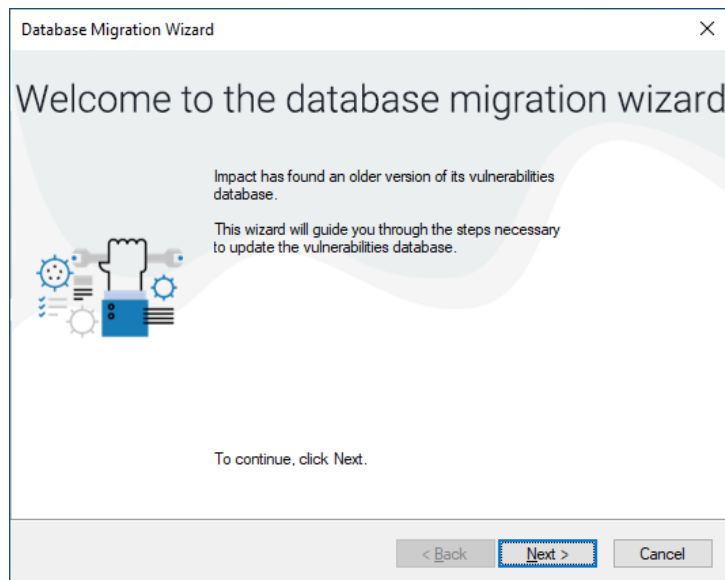 Database Migration Wizard
Welcome to the database migration wizard
Impact has found an older version of its vulnerabilities
database.
This wizard will guide you through the steps necessary
to update the vulnerabilities database.
To continue, click Next.
< Back
Next >
Cancel